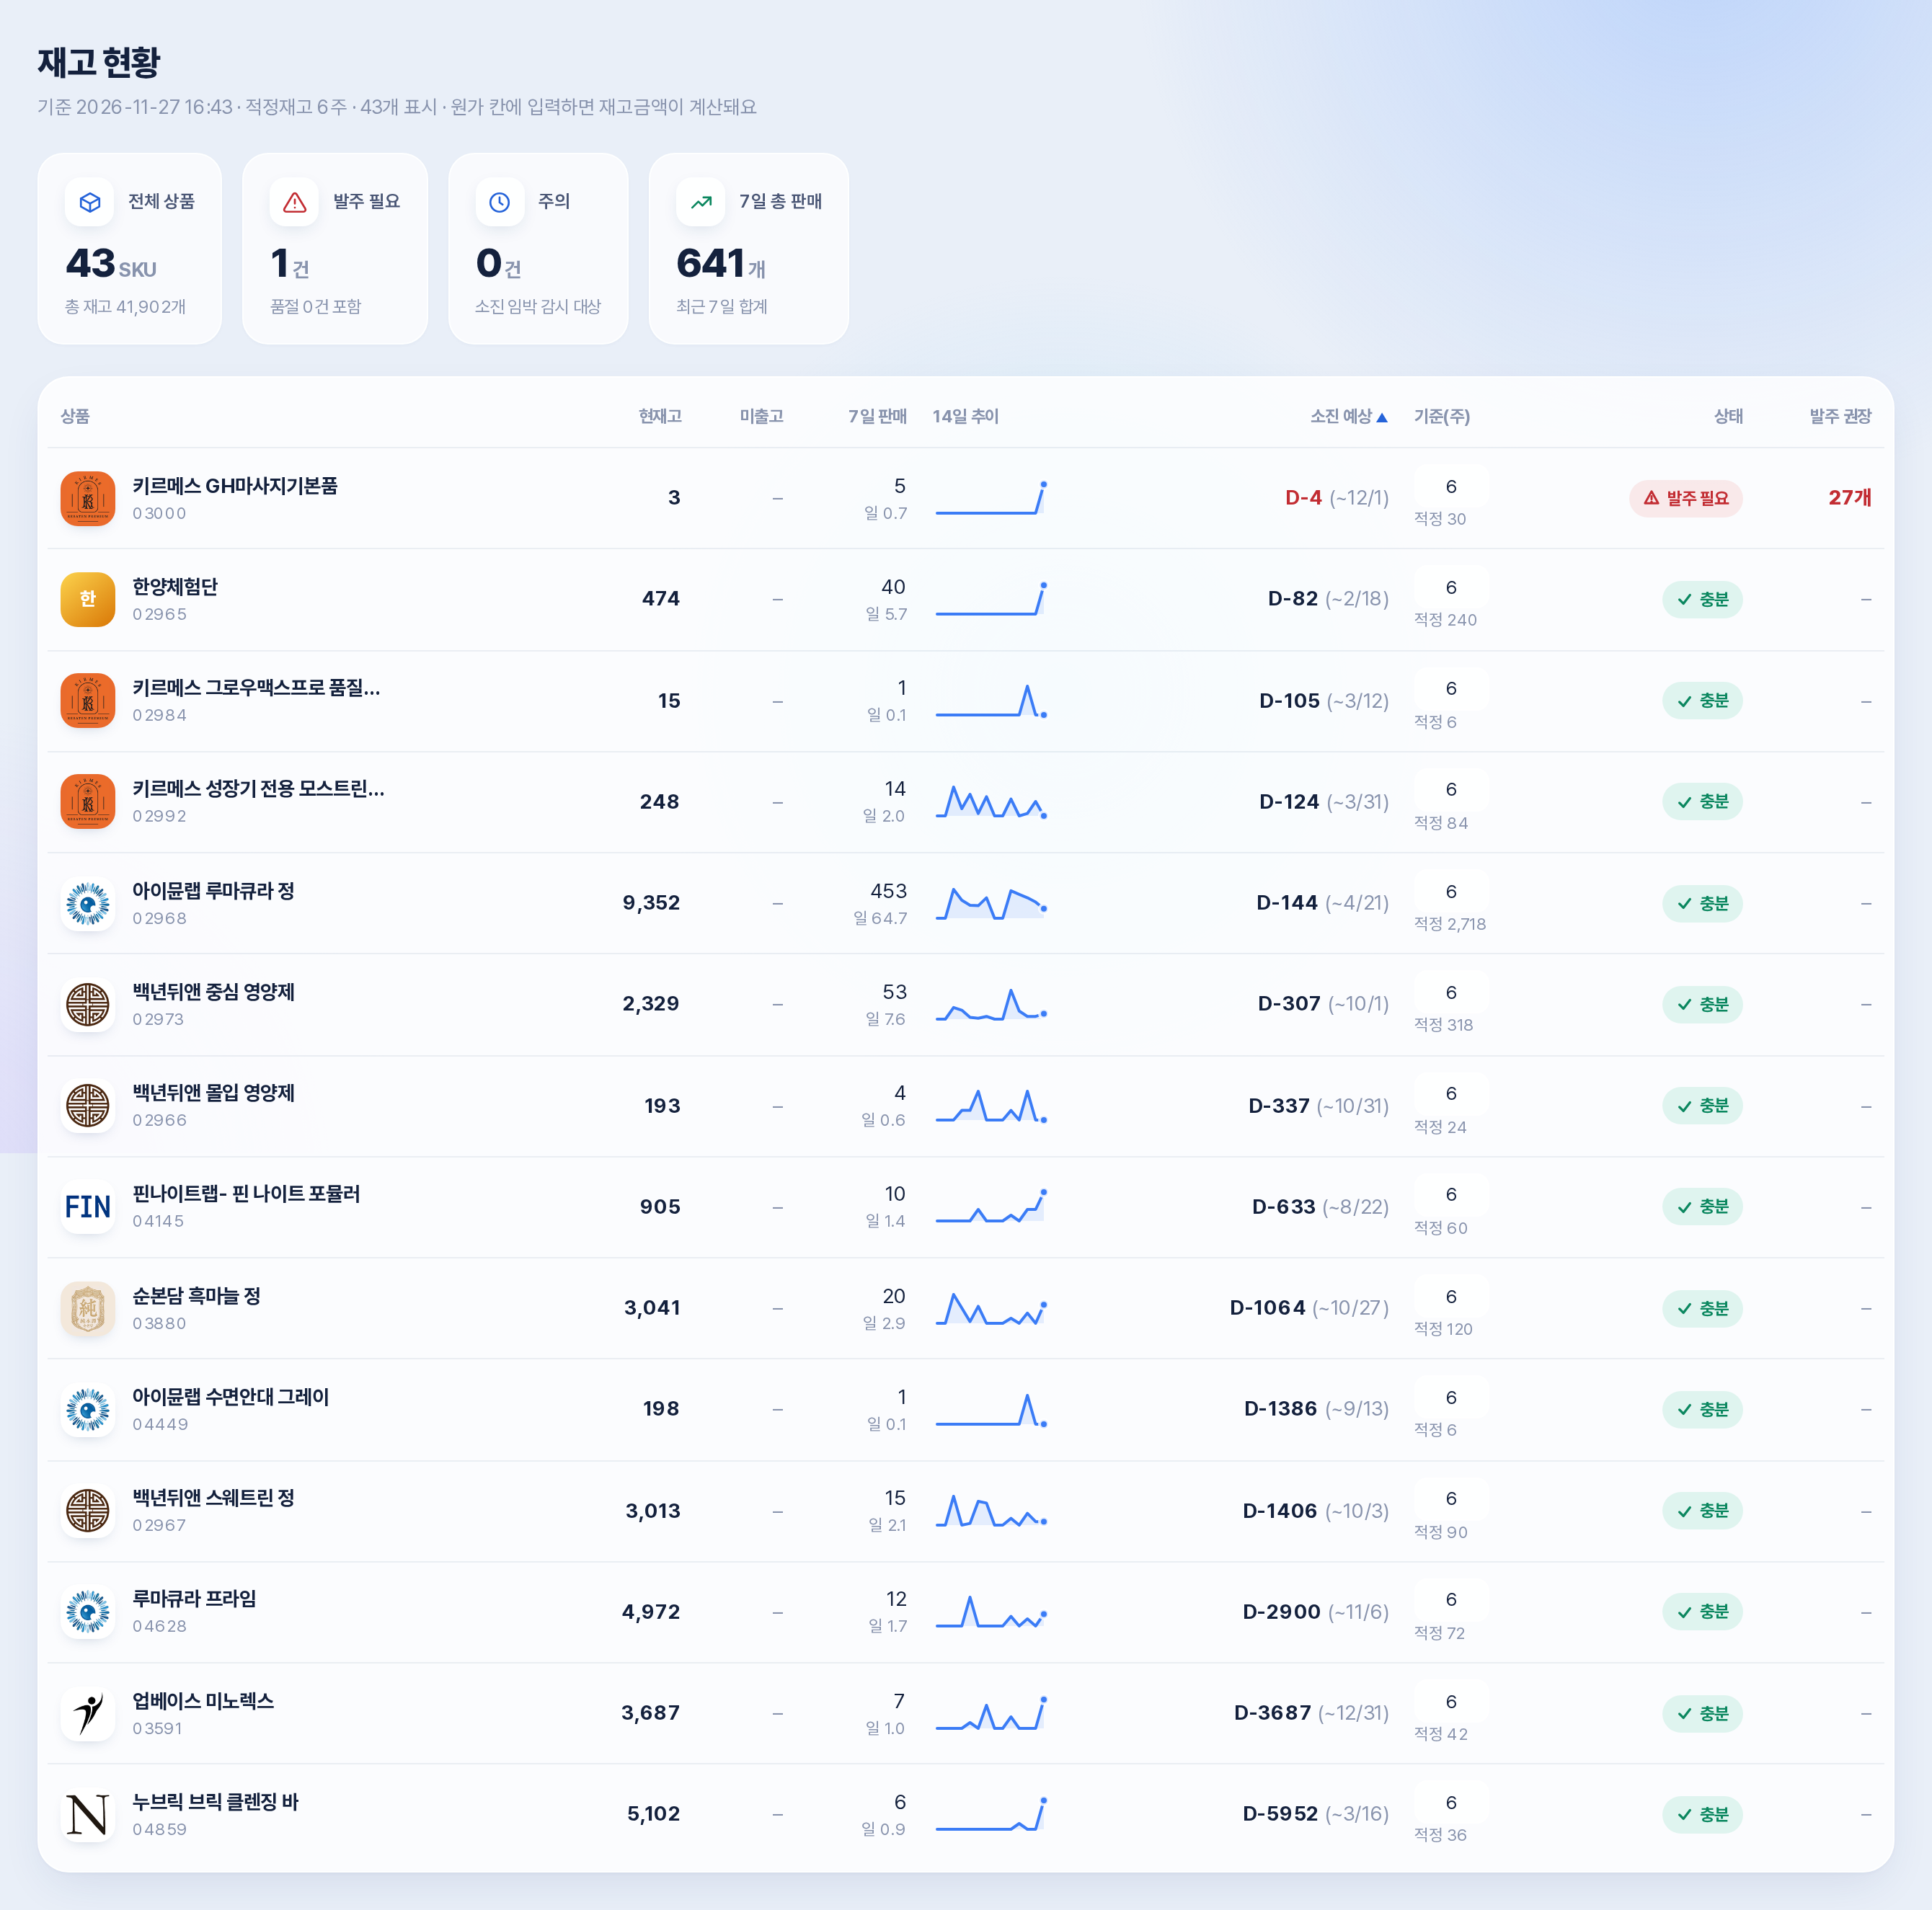 재고 현황
기준 2026-11-27 16:43 · 적정재고 6주 · 43개 표시 · 원가 칸에 입력하면 재고금액이 계산돼요
전체 상품
43 SKU
총 재고 41,902개
발주 필요
1 건
품절 0건 포함
주의
0 건
소진 임박 감시 대상
7일 총 판매
641 개
최근 7일 합계
상품 현재고 미출고 7일 판매 14일 추이 소진 예상 ▲ 기준(주) 상태 발주 권장
키르메스 GH마사지기본품 3 – 5 D-4 (~12/1) 6 발주 필요 27개
03000 일 0.7 적정 30
한
한양체험단 474 – 40 D-82 (~2/18) 6 충분 –
02965 일 5.7 적정 240
키르메스 그로우맥스프로 품질... 15 – 1 D-105 (~3/12) 6 충분 –
02984 일 0.1 적정 6
키르메스 성장기 전용 모스트린... 248 – 14 D-124 (~3/31) 6 충분 –
02992 일 2.0 적정 84
아이뮨랩 루마큐라 정 9,352 – 453 D-144 (~4/21) 6 충분 –
02968 일 64.7 적정 2,718
백년뒤앤 중심 영양제 2,329 – 53 D-307 (~10/1) 6 충분 –
02973 일 7.6 적정 318
백년뒤앤 몰입 영양제 193 – 4 D-337 (~10/31) 6 충분 –
02966 일 0.6 적정 24
FIN
핀나이트랩- 핀 나이트 포뮬러 905 – 10 D-633 (~8/22) 6 충분 –
04145 일 1.4 적정 60
純
순본담 흑마늘 정 3,041 – 20 D-1064 (~10/27) 6 충분 –
03880 일 2.9 적정 120
아이뮨랩 수면안대 그레이 198 – 1 D-1386 (~9/13) 6 충분 –
04449 일 0.1 적정 6
백년뒤앤 스웨트린 정 3,013 – 15 D-1406 (~10/3) 6 충분 –
02967 일 2.1 적정 90
루마큐라 프라임 4,972 – 12 D-2900 (~11/6) 6 충분 –
04628 일 1.7 적정 72
업베이스 미노렉스 3,687 – 7 D-3687 (~12/31) 6 충분 –
03591 일 1.0 적정 42
N
누브릭 브릭 클렌징 바 5,102 – 6 D-5952 (~3/16) 6 충분 –
04859 일 0.9 적정 36